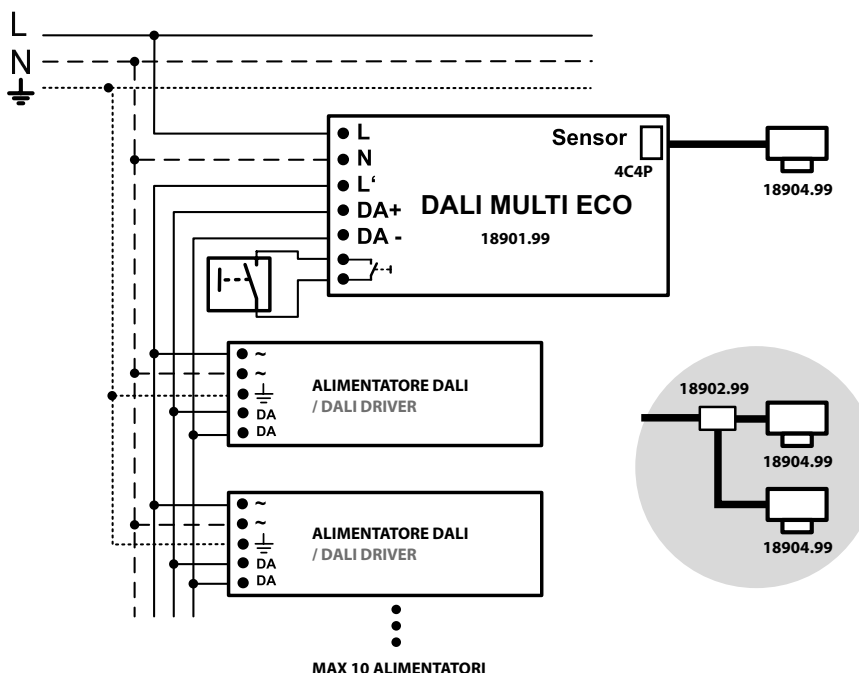 L
N
L
N
L‘
DA+
DA -
Sensor
4C4P
DALI MULTI ECO
18901.99
18904.99
~
~
DA
DA
ALIMENTATORE DALI
/ DALI DRIVER
18902.99
18904.99
18904.99
~
~
DA
DA
ALIMENTATORE DALI
/ DALI DRIVER
MAX 10 ALIMENTATORI